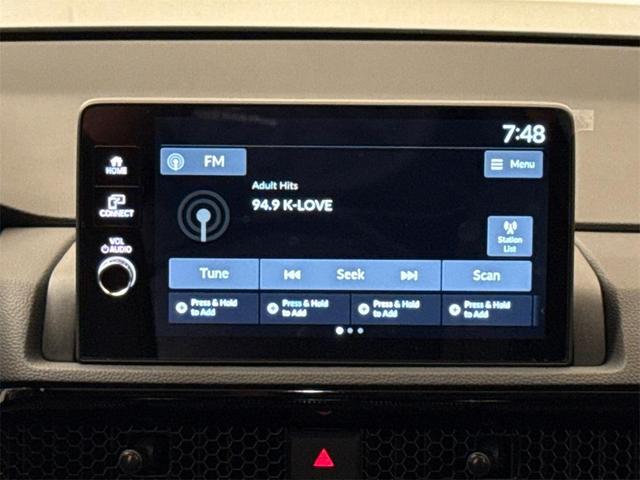 7:48
HOME
FM
Menu
Adult Hits
94.9 K-LOVE
CONNECT
Station
List
VOL
AUDIO
Tune
Seek
Scan
Press & Hold
to Add
Press & Hold
to Add
Press & Hold
to Add
Press & Hold
to Add